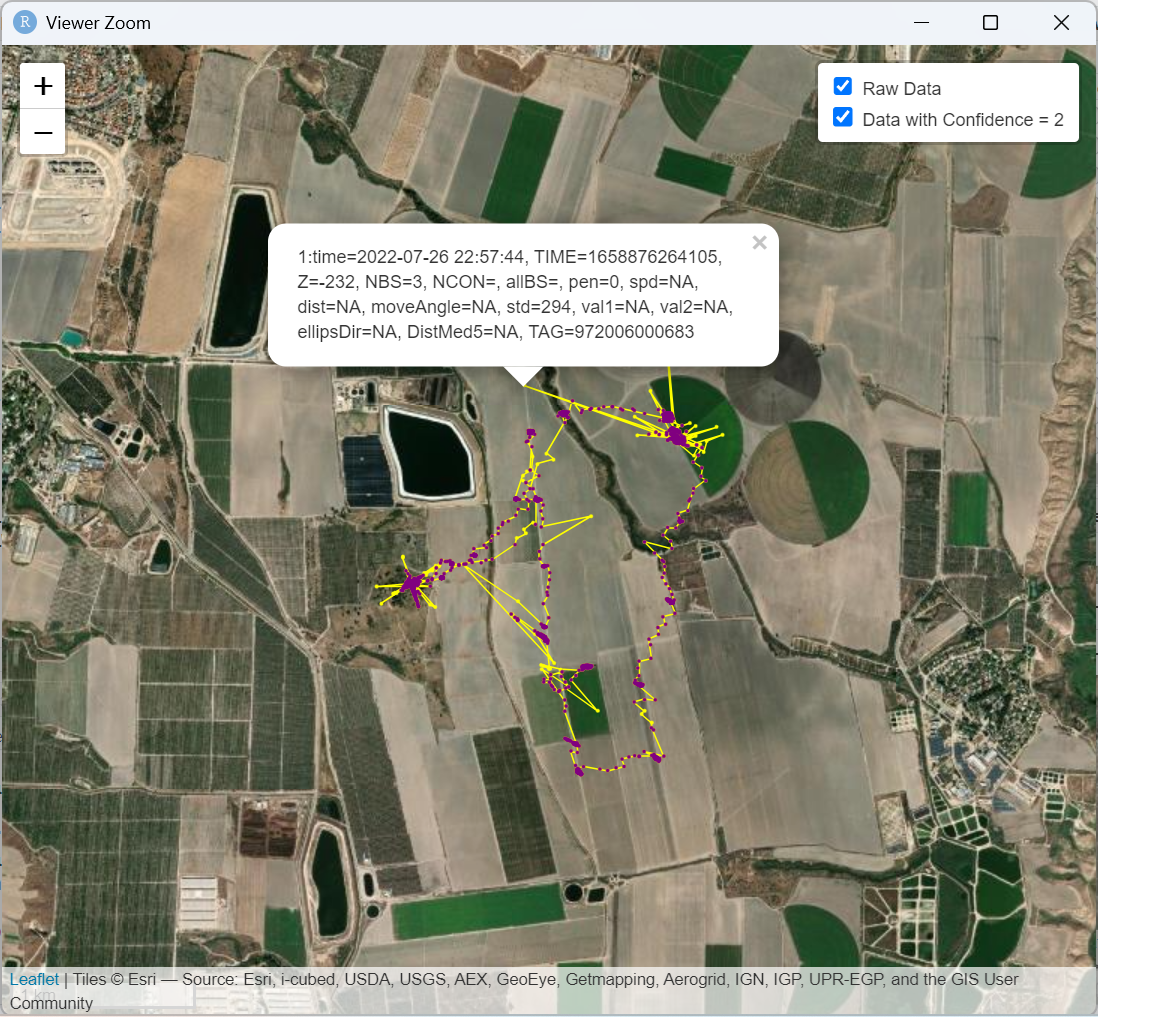 R Viewer Zoom
+
−
Raw Data
Data with Confidence = 2
×
1:time=2022-07-26 22:57:44, TIME=1658876264105,
Z=-232, NBS=3, NCON=, allBS=, pen=0, spd=NA,
dist=NA, moveAngle=NA, std=294, val1=NA, val2=NA,
ellipsDir=NA, DistMed5=NA, TAG=972006000683
1 km
Leaflet | Tiles © Esri — Source: Esri, i-cubed, USDA, USGS, AEX, GeoEye, Getmapping, Aerogrid, IGN, IGP, UPR-EGP, and the GIS User
Community